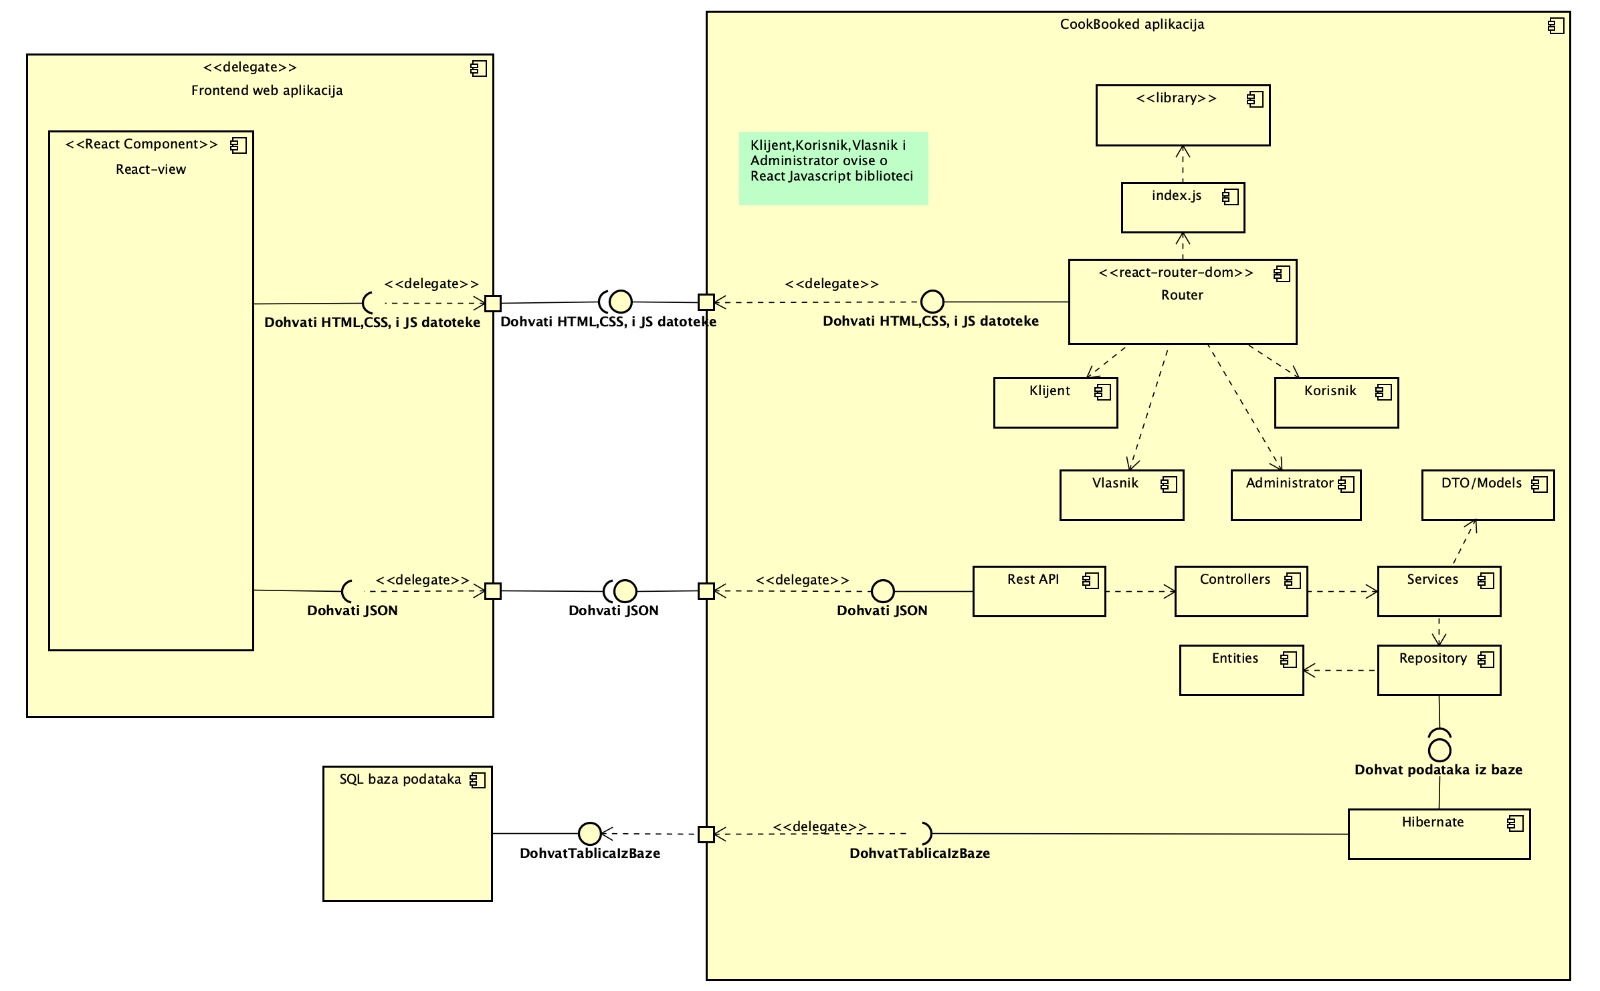 CookBooked aplikacija
<<delegate>>
Frontend web aplikacija
<<React Component>>
React-view
<<library>>
Klijent,Korisnik,Vlasnik i
Administrator ovise o
React Javascript biblioteci
index.js
<<react-router-dom>>
Router
<<delegate>>
Dohvati HTML,CSS, i JS datoteke
Dohvati HTML,CSS, i JS datoteke
<<delegate>>
Dohvati HTML,CSS, i JS datoteke
Klijent
Korisnik
Vlasnik
Administrator
DTO/Models
<<delegate>>
Dohvati JSON
Dohvati JSON
<<delegate>>
Dohvati JSON
Rest API
Controllers
Services
Entities
Repository
Dohvat podataka iz baze
SQL baza podataka
DohvatTablicaIzBaze
<<delegate>>
DohvatTablicaIzBaze
Hibernate